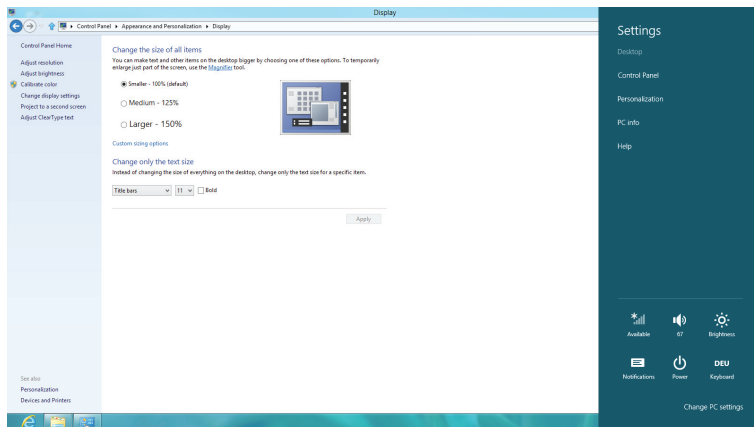 Display
Control Panel ▸ Appearance and Personalization ▸ Display
Control Panel Home
Adjust resolution
Adjust brightness
Calibrate color
Change display settings
Project to a second screen
Adjust ClearType text
See also
Personalization
Devices and Printers
Change the size of all items
You can make text and other items on the desktop bigger by choosing one of these options. To temporarily
enlarge just part of the screen, use the Magnifier tool.
Smaller - 100% (default)
Medium - 125%
Larger - 150%
Custom sizing options
Change only the text size
Instead of changing the size of everything on the desktop, change only the text size for a specific item.
Title bars 11 Bold
Apply
Settings
Desktop
Control Panel
Personalization
PC info
Help
Available 67 Brightness
DEU
Notifications Power Keyboard
Change PC settings